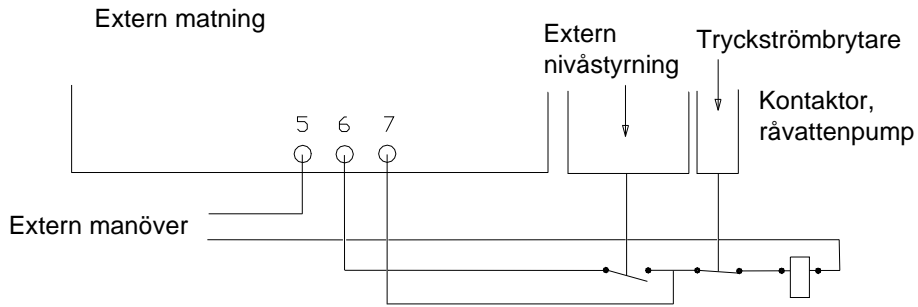 Extern matning
Extern
nivåstyrning
Tryckströmbrytare
Kontaktor,
råvattenpump
5 6 7
Extern manöver